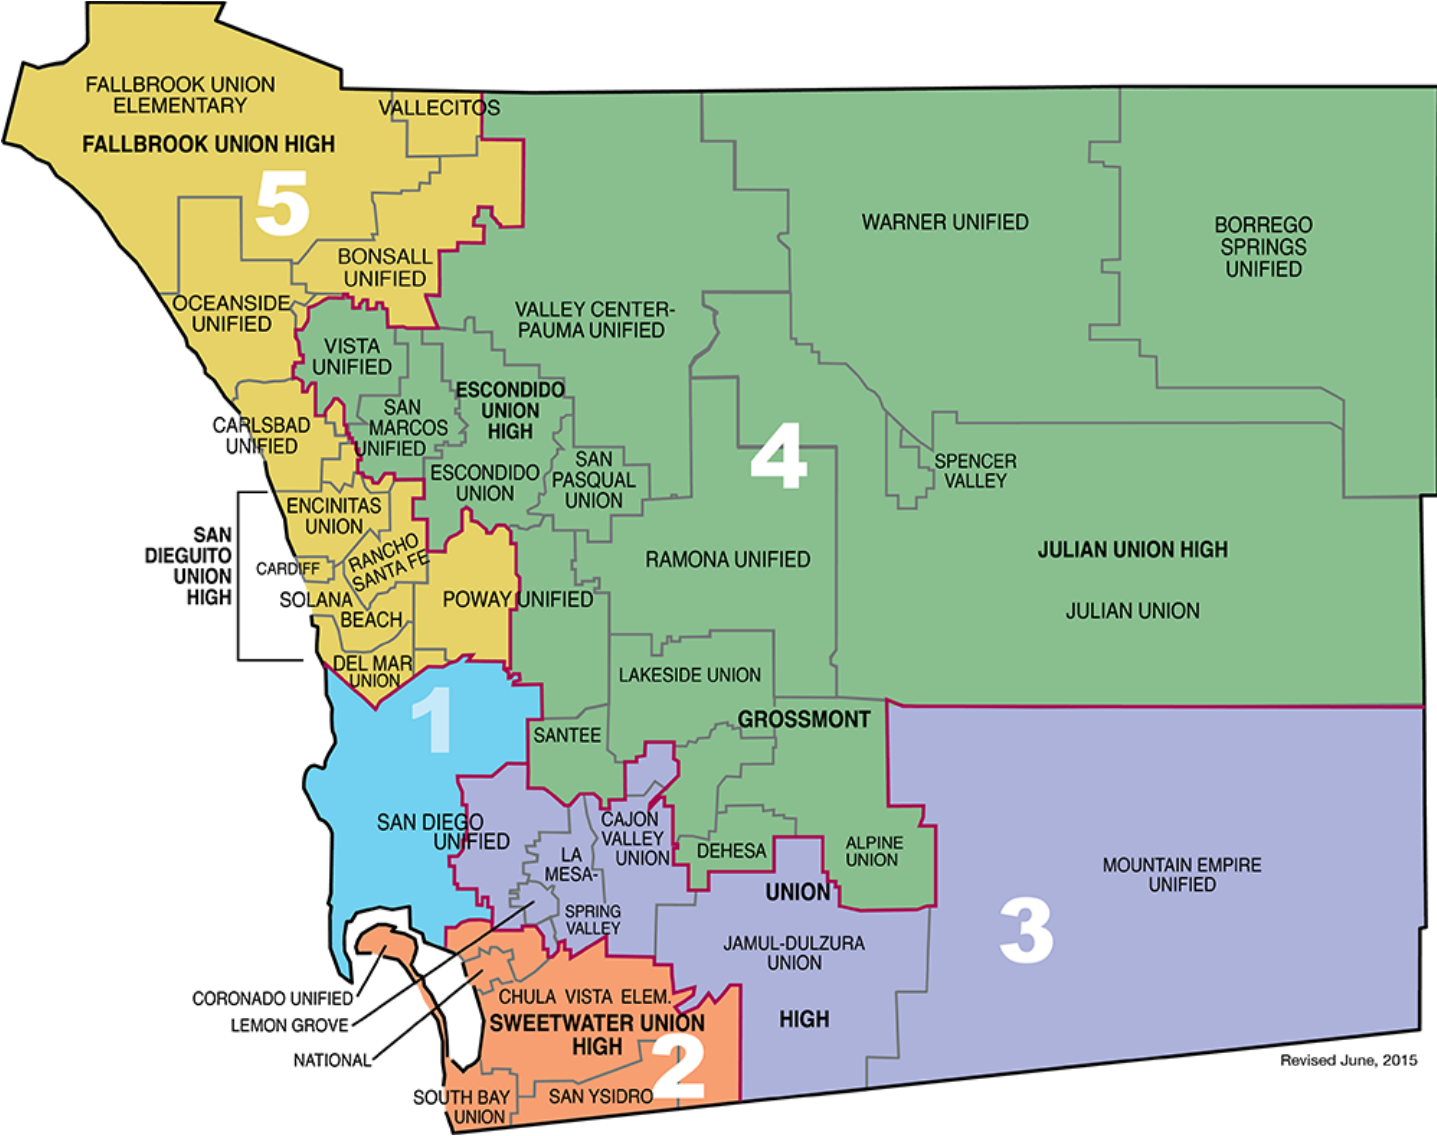 FALLBROOK UNION
ELEMENTARY
FALLBROOK UNION HIGH
VALLECITOS
5
BONSALL
UNIFIED
OCEANSIDE
UNIFIED
VISTA
UNIFIED
CARLSBAD
UNIFIED
SAN
MARCOS
UNIFIED
ESCONDIDO
UNION
HIGH
ESCONDIDO
UNION
SAN
PASQUAL
UNION
VALLEY CENTER-
PAUMA UNIFIED
WARNER UNIFIED
BORREGO
SPRINGS
UNIFIED
4
SPENCER
VALLEY
SAN
DIEGUITO
UNION
HIGH
ENCINITAS
UNION
CARDIFF
RANCHO
SANTA FE
SOLANA
BEACH
DEL MAR
UNION
POWAY UNIFIED
RAMONA UNIFIED
JULIAN UNION HIGH
JULIAN UNION
LAKESIDE UNION
GROSSMONT
SANTEE
1
SAN DIEGO
UNIFIED
LA
MESA-
SPRING
VALLEY
CAJON
VALLEY
UNION
DEHESA
ALPINE
UNION
UNION
JAMUL-DULZURA
UNION
HIGH
MOUNTAIN EMPIRE
UNIFIED
3
CORONADO UNIFIED
LEMON GROVE
NATIONAL
CHULA VISTA ELEM.
SWEETWATER UNION
HIGH
2
SOUTH BAY
UNION
SAN YSIDRO
Revised June, 2015